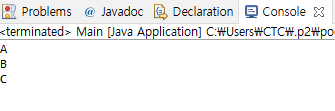 Problems @ Javadoc Declaration Console
<terminated> Main [Java Application] C:₩Users₩CTC₩.p2₩po
A
B
C